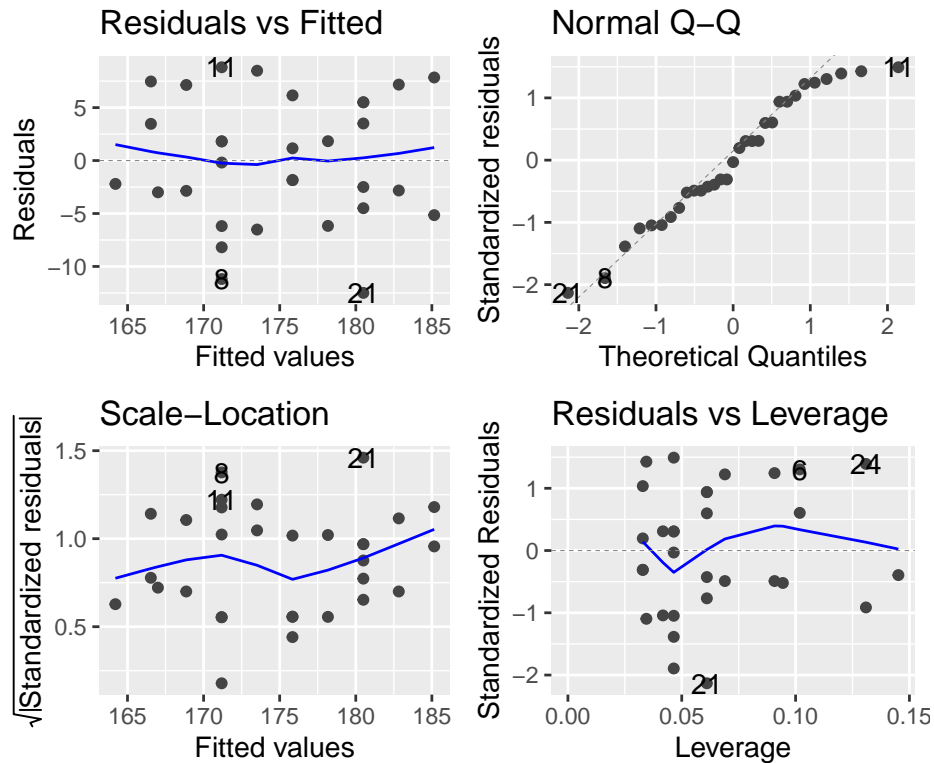 Residuals vs Fitted
Residuals
5
0
−5
−10
11
8
21
165 170 175 180 185
Fitted values
Normal Q−Q
Standardized residuals
1
0
−1
−2
11
8
21
−2 −1 0 1 2
Theoretical Quantiles
Scale−Location
√|Standardized residuals|
1.5
1.0
0.5
21
8
11
165 170 175 180 185
Fitted values
Residuals vs Leverage
Standardized Residuals
1
0
−1
−2
6
24
21
0.00 0.05 0.10 0.15
Leverage